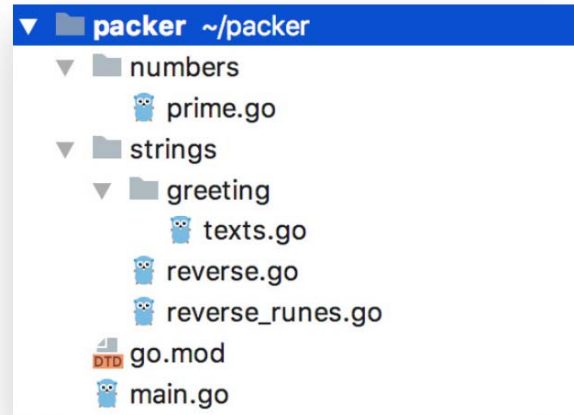 packer ~/packer
numbers
prime.go
strings
greeting
texts.go
reverse.go
reverse_runes.go
DTD go.mod
main.go